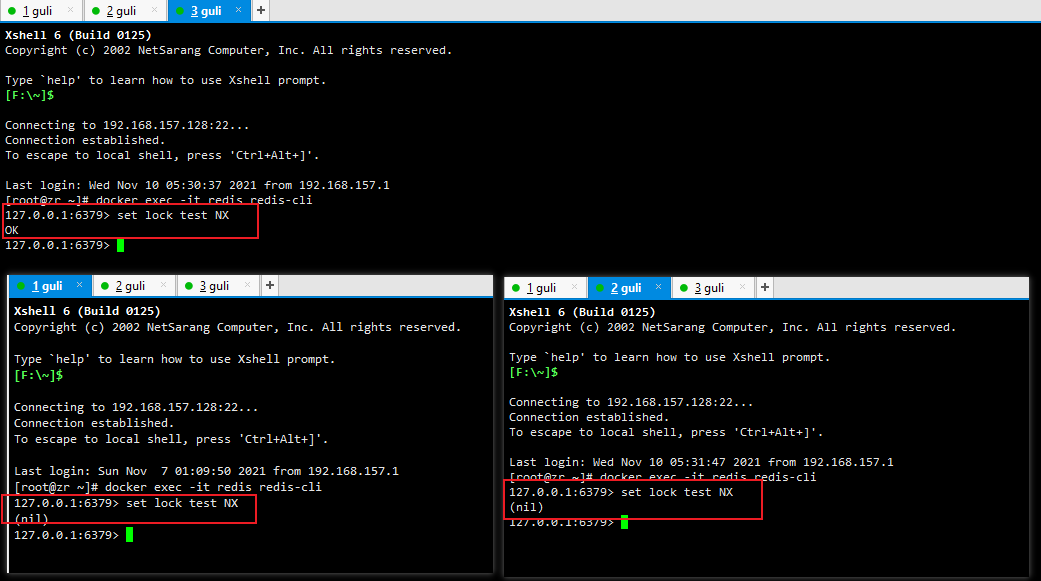 1 guli × 2 guli × 3 guli × +
Xshell 6 (Build 0125)
Copyright (c) 2002 NetSarang Computer, Inc. All rights reserved.
Type `help' to learn how to use Xshell prompt.
[F:\~]$
Connecting to 192.168.157.128:22...
Connection established.
To escape to local shell, press 'Ctrl+Alt+]'.
Last login: Wed Nov 10 05:30:37 2021 from 192.168.157.1
[root@zr ~]# docker exec -it redis redis-cli
127.0.0.1:6379> set lock test NX
OK
127.0.0.1:6379>
1 guli × 2 guli × 3 guli × +
Xshell 6 (Build 0125)
Copyright (c) 2002 NetSarang Computer, Inc. All rights reserved.
Type `help' to learn how to use Xshell prompt.
[F:\~]$
Connecting to 192.168.157.128:22...
Connection established.
To escape to local shell, press 'Ctrl+Alt+]'.
Last login: Sun Nov  7 01:09:50 2021 from 192.168.157.1
[root@zr ~]# docker exec -it redis redis-cli
127.0.0.1:6379> set lock test NX
(nil)
127.0.0.1:6379>
1 guli × 2 guli × 3 guli × +
Xshell 6 (Build 0125)
Copyright (c) 2002 NetSarang Computer, Inc. All rights reserved.
Type `help' to learn how to use Xshell prompt.
[F:\~]$
Connecting to 192.168.157.128:22...
Connection established.
To escape to local shell, press 'Ctrl+Alt+]'.
Last login: Wed Nov 10 05:31:47 2021 from 192.168.157.1
[root@zr ~]# docker exec -it redis redis-cli
127.0.0.1:6379> set lock test NX
(nil)
127.0.0.1:6379>